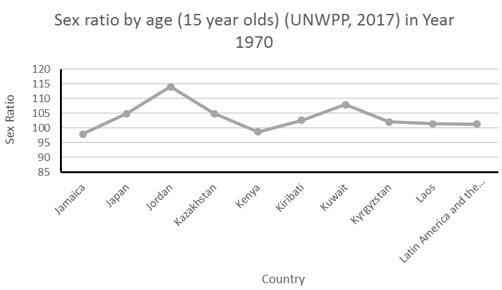 Sex ratio by age (15 year olds) (UNWPP, 2017) in Year
1970
120
115
110
105
100
95
90
85
Sex Ratio
Jamaica
Japan
Jordan
Kazakhstan
Kenya
Kiribati
Kuwait
Kyrgyzstan
Laos
Latin America and the...
Country